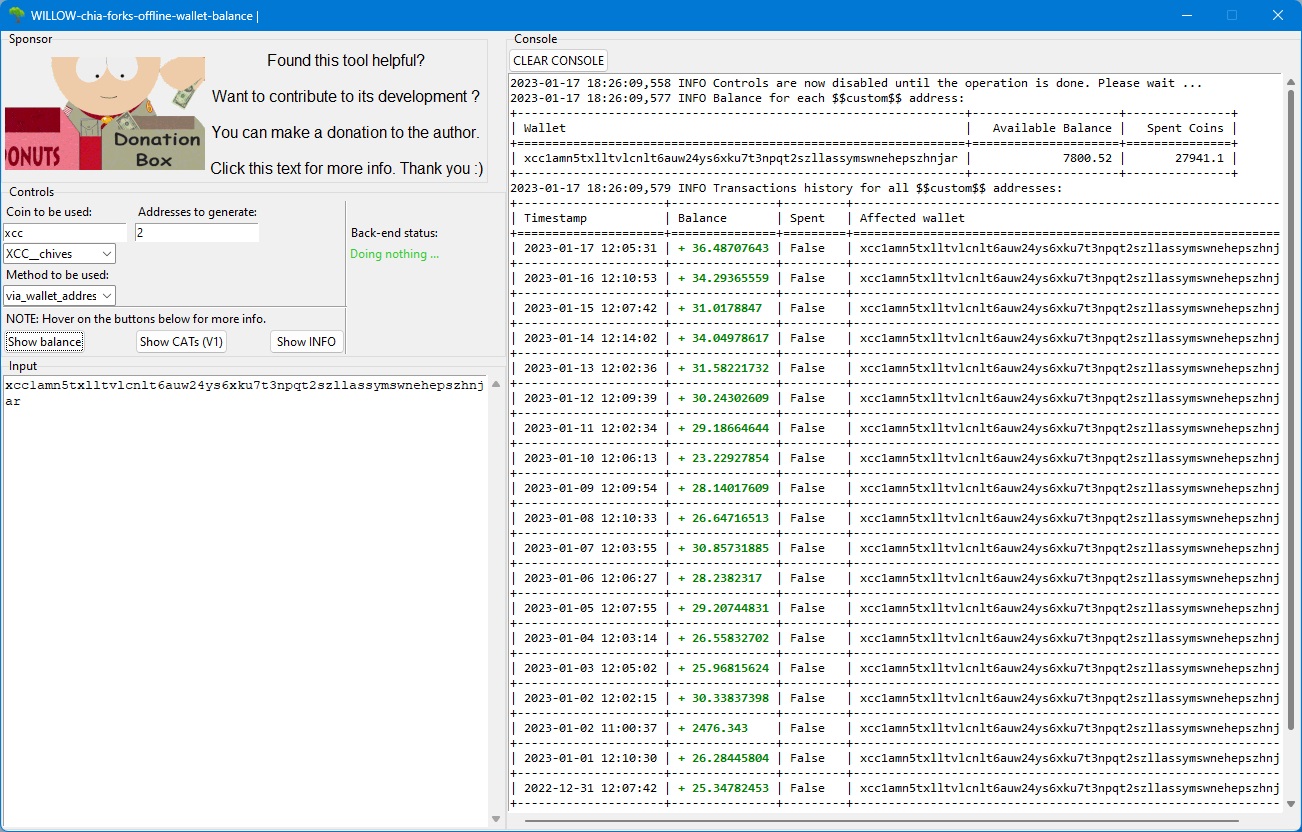 WILLOW-chia-forks-offline-wallet-balance |
Sponsor
DONUTS
Donation
Box
Found this tool helpful?
Want to contribute to its development ?
You can make a donation to the author.
Click this text for more info. Thank you :)
Controls
Coin to be used:
Addresses to generate:
xcc
2
XCC__chives
Method to be used:
via_wallet_addres
Back-end status:
Doing nothing ...
NOTE: Hover on the buttons below for more info.
Show balance
Show CATs (V1)
Show INFO
Input
xcc1amn5txlltvlcnlt6auw24ys6xku7t3npqt2szllassymswnehepszhnj
ar
Console
CLEAR CONSOLE
2023-01-17 18:26:09,558 INFO Controls are now disabled until the operation is done. Please wait ...
2023-01-17 18:26:09,577 INFO Balance for each $$custom$$ address:
| Wallet | Available Balance | Spent Coins |
| xcc1amn5txlltvlcnlt6auw24ys6xku7t3npqt2szllassymswnehepszhnjar | 7800.52 | 27941.1 |
2023-01-17 18:26:09,579 INFO Transactions history for all $$custom$$ addresses:
| Timestamp | Balance | Spent | Affected wallet
| 2023-01-17 12:05:31 | + 36.48707643 | False | xcc1amn5txlltvlcnlt6auw24ys6xku7t3npqt2szllassymswnehepszhnj
| 2023-01-16 12:10:53 | + 34.29365559 | False | xcc1amn5txlltvlcnlt6auw24ys6xku7t3npqt2szllassymswnehepszhnj
| 2023-01-15 12:07:42 | + 31.0178847 | False | xcc1amn5txlltvlcnlt6auw24ys6xku7t3npqt2szllassymswnehepszhnj
| 2023-01-14 12:14:02 | + 34.04978617 | False | xcc1amn5txlltvlcnlt6auw24ys6xku7t3npqt2szllassymswnehepszhnj
| 2023-01-13 12:02:36 | + 31.58221732 | False | xcc1amn5txlltvlcnlt6auw24ys6xku7t3npqt2szllassymswnehepszhnj
| 2023-01-12 12:09:39 | + 30.24302609 | False | xcc1amn5txlltvlcnlt6auw24ys6xku7t3npqt2szllassymswnehepszhnj
| 2023-01-11 12:02:34 | + 29.18664644 | False | xcc1amn5txlltvlcnlt6auw24ys6xku7t3npqt2szllassymswnehepszhnj
| 2023-01-10 12:06:13 | + 23.22927854 | False | xcc1amn5txlltvlcnlt6auw24ys6xku7t3npqt2szllassymswnehepszhnj
| 2023-01-09 12:09:54 | + 28.14017609 | False | xcc1amn5txlltvlcnlt6auw24ys6xku7t3npqt2szllassymswnehepszhnj
| 2023-01-08 12:10:33 | + 26.64716513 | False | xcc1amn5txlltvlcnlt6auw24ys6xku7t3npqt2szllassymswnehepszhnj
| 2023-01-07 12:03:55 | + 30.85731885 | False | xcc1amn5txlltvlcnlt6auw24ys6xku7t3npqt2szllassymswnehepszhnj
| 2023-01-06 12:06:27 | + 28.2382317 | False | xcc1amn5txlltvlcnlt6auw24ys6xku7t3npqt2szllassymswnehepszhnj
| 2023-01-05 12:07:55 | + 29.20744831 | False | xcc1amn5txlltvlcnlt6auw24ys6xku7t3npqt2szllassymswnehepszhnj
| 2023-01-04 12:03:14 | + 26.55832702 | False | xcc1amn5txlltvlcnlt6auw24ys6xku7t3npqt2szllassymswnehepszhnj
| 2023-01-03 12:05:02 | + 25.96815624 | False | xcc1amn5txlltvlcnlt6auw24ys6xku7t3npqt2szllassymswnehepszhnj
| 2023-01-02 12:02:15 | + 30.33837398 | False | xcc1amn5txlltvlcnlt6auw24ys6xku7t3npqt2szllassymswnehepszhnj
| 2023-01-02 11:00:37 | + 2476.343 | False | xcc1amn5txlltvlcnlt6auw24ys6xku7t3npqt2szllassymswnehepszhnj
| 2023-01-01 12:10:30 | + 26.28445804 | False | xcc1amn5txlltvlcnlt6auw24ys6xku7t3npqt2szllassymswnehepszhnj
| 2022-12-31 12:07:42 | + 25.34782453 | False | xcc1amn5txlltvlcnlt6auw24ys6xku7t3npqt2szllassymswnehepszhnj